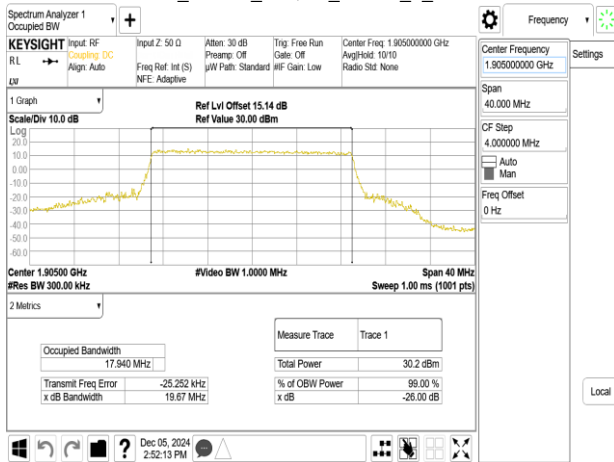 Spectrum Analyzer 1
Occupied BW
KEYSIGHT
RL
Input: RF
Coupling: DC
Align: Auto
Input Z: 50 Ω
Freq Ref: Int (S)
NFE: Adaptive
Atten: 30 dB
Preamp: Off
µW Path: Standard
Trig: Free Run
Gate: Off
#IF Gain: Low
Center Freq: 1.905000000 GHz
Avg|Hold: 10/10
Radio Std: None
1 Graph
Scale/Div 10.0 dB
Ref Lvl Offset 15.14 dB
Ref Value 30.00 dBm
Log
20.0
10.0
0.00
-10.0
-20.0
-30.0
-40.0
-50.0
-60.0
Center 1.90500 GHz
#Video BW 1.0000 MHz
Span 40 MHz
#Res BW 300.00 kHz
Sweep 1.00 ms (1001 pts)
2 Metrics
Occupied Bandwidth
17.940 MHz
Transmit Freq Error -25.252 kHz
x dB Bandwidth 19.67 MHz
Measure Trace Trace 1
Total Power 30.2 dBm
% of OBW Power 99.00 %
x dB -26.00 dB
Dec 05, 2024
2:52:13 PM
Frequency
Center Frequency
1.905000000 GHz
Span
40.000 MHz
CF Step
4.000000 MHz
Auto
Man
Freq Offset
0 Hz
Settings
Local